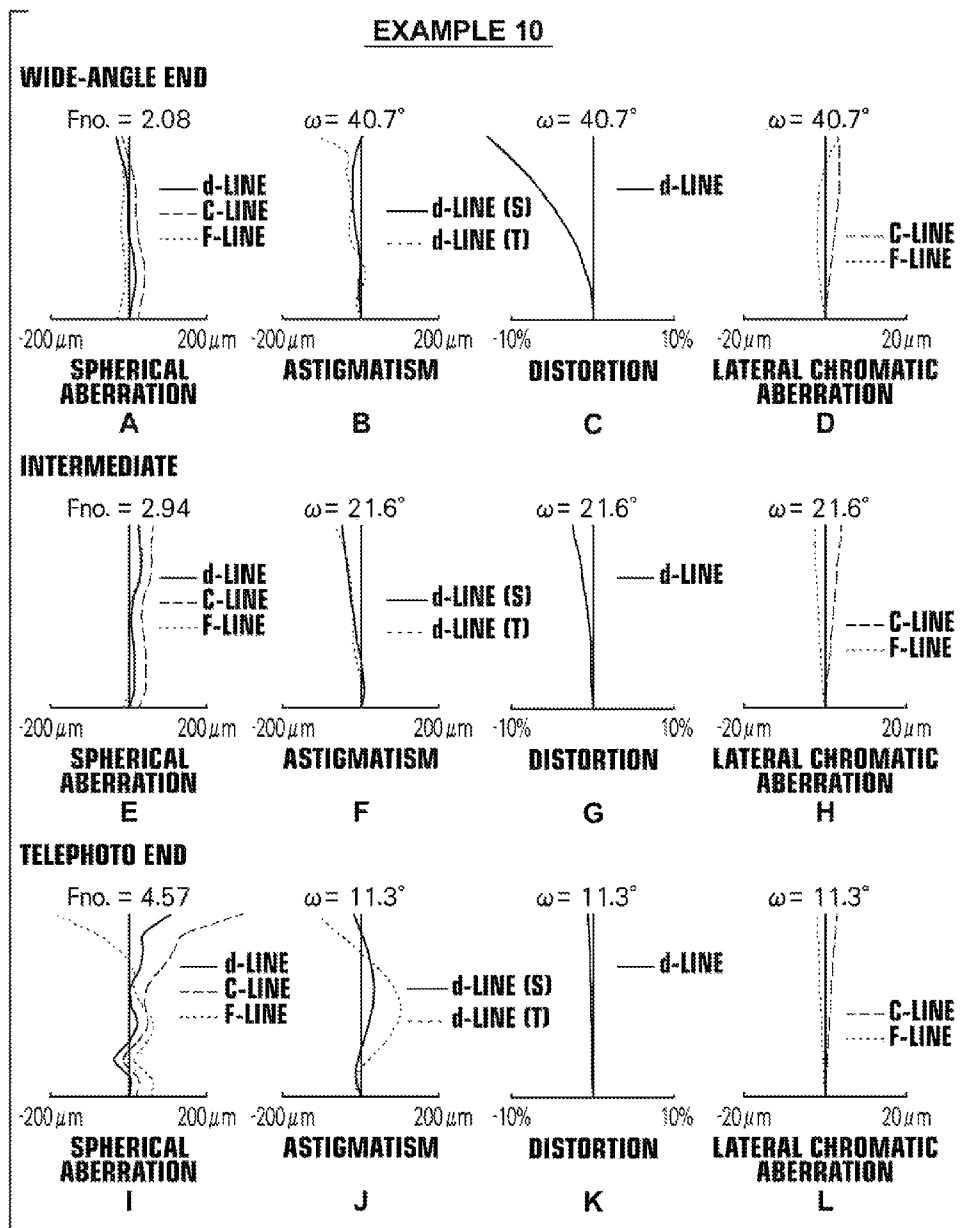 EXAMPLE 10
WIDE-ANGLE END
Fno. = 2.08
d-LINE
C-LINE
F-LINE
-200μm 200μm
SPHERICAL
ABERRATION
A
ω= 40.7°
d-LINE (S)
d-LINE (T)
-200μm 200μm
ASTIGMATISM
B
ω= 40.7°
d-LINE
-10% 10%
DISTORTION
C
ω= 40.7°
C-LINE
F-LINE
-20μm 20μm
LATERAL CHROMATIC
ABERRATION
D
INTERMEDIATE
Fno. = 2.94
d-LINE
C-LINE
F-LINE
-200μm 200μm
SPHERICAL
ABERRATION
E
ω= 21.6°
d-LINE (S)
d-LINE (T)
-200μm 200μm
ASTIGMATISM
F
ω= 21.6°
d-LINE
-10% 10%
DISTORTION
G
ω= 21.6°
C-LINE
F-LINE
-20μm 20μm
LATERAL CHROMATIC
ABERRATION
H
TELEPHOTO END
Fno. = 4.57
d-LINE
C-LINE
F-LINE
-200μm 200μm
SPHERICAL
ABERRATION
I
ω= 11.3°
d-LINE (S)
d-LINE (T)
-200μm 200μm
ASTIGMATISM
J
ω= 11.3°
d-LINE
-10% 10%
DISTORTION
K
ω= 11.3°
C-LINE
F-LINE
-20μm 20μm
LATERAL CHROMATIC
ABERRATION
L